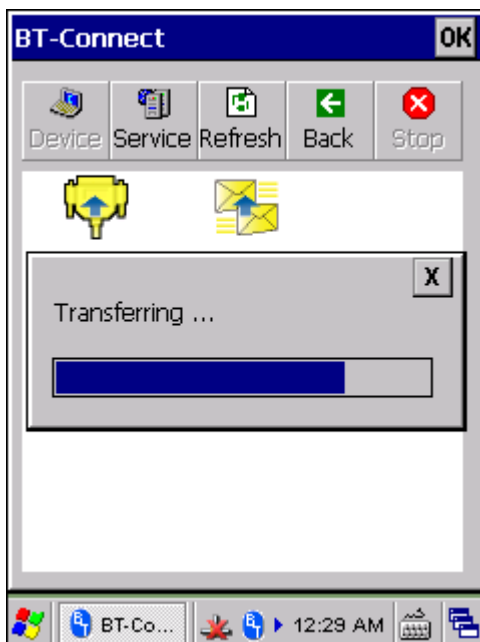 BT-Connect OK
Device Service Refresh Back Stop
X
Transferring ...
BT-Co... 12:29 AM